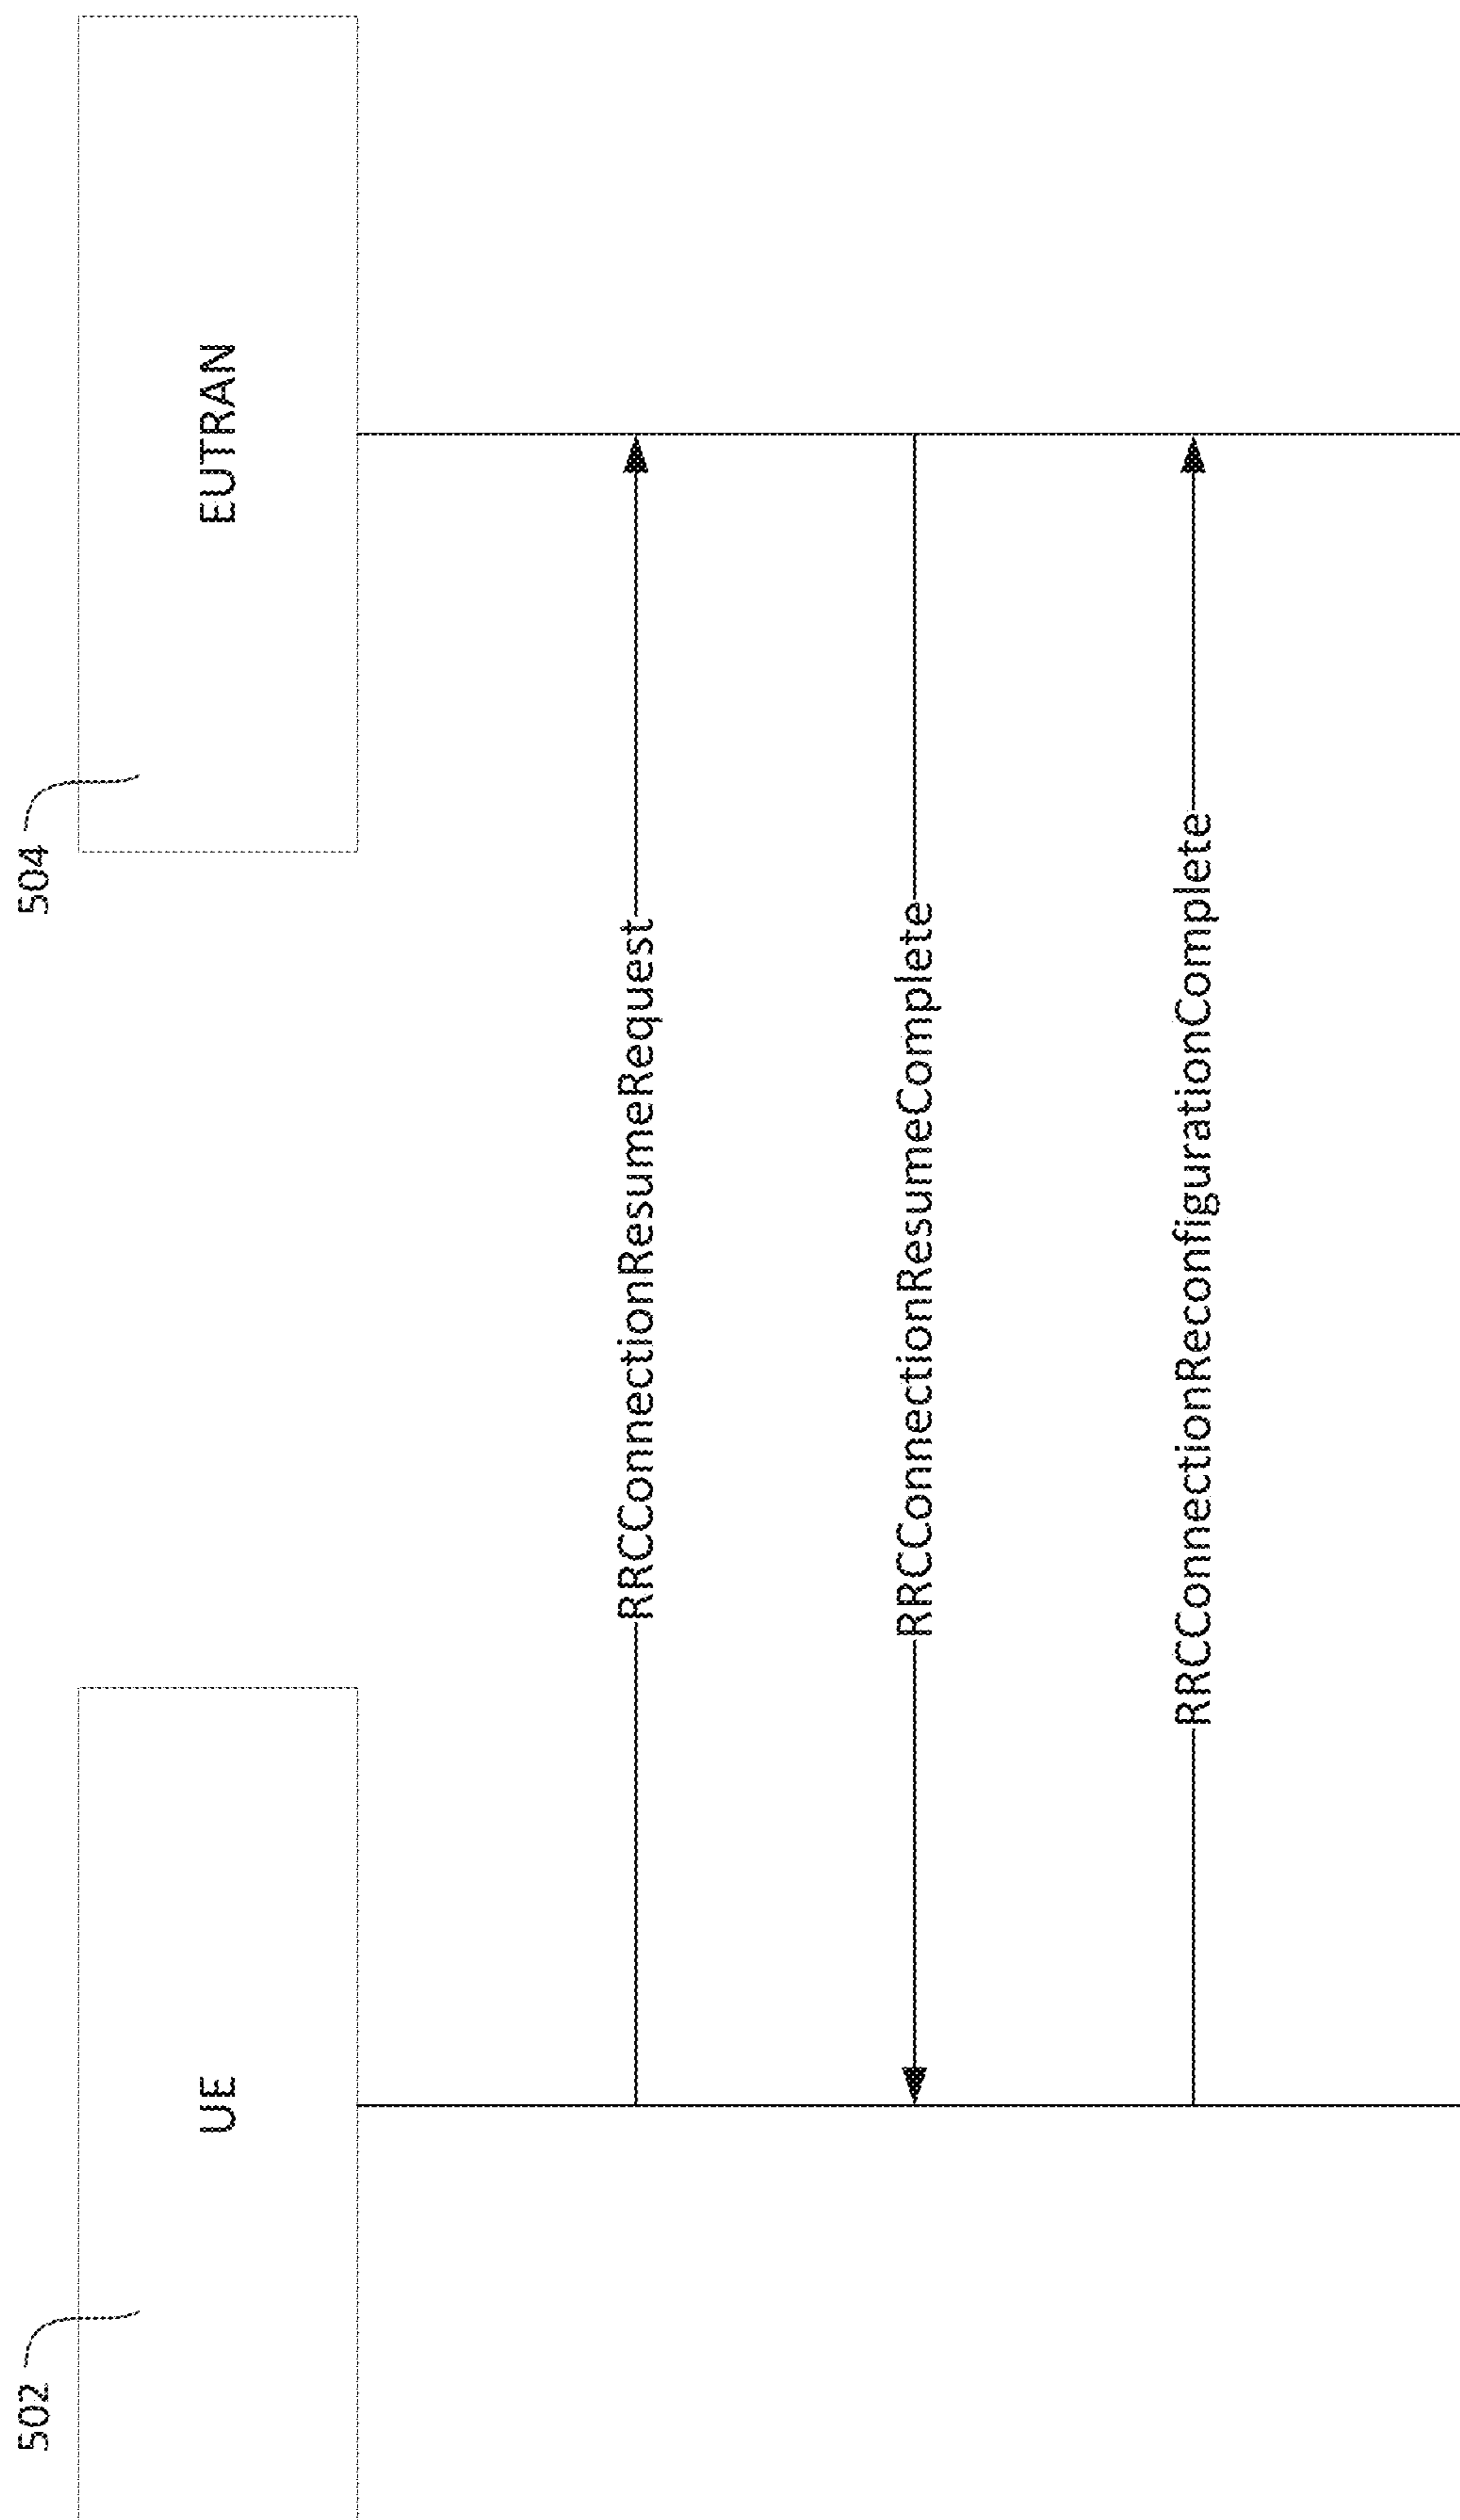 502
UE
504
EUTRAN
RRCConnectionResumeRequest
RRCConnectionResumeComplete
RRCConnectionReconfigurationComplete